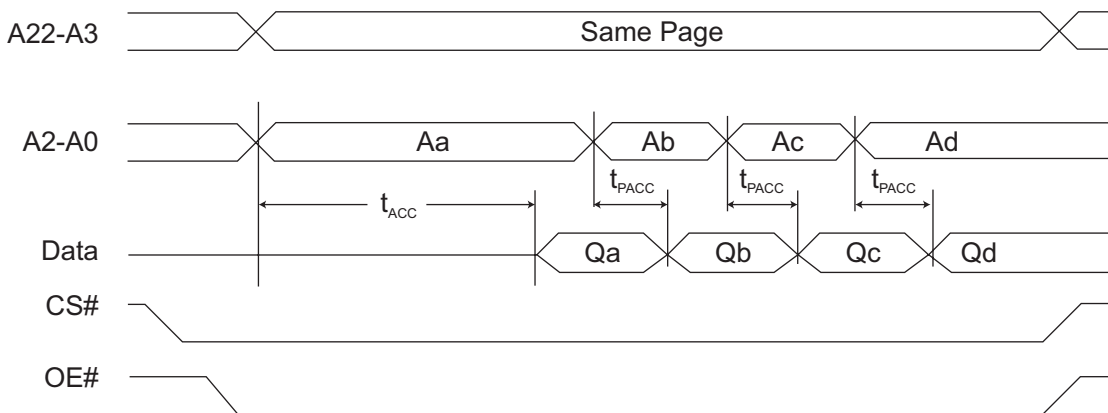 A22-A3 Same Page
A2-A0 Aa Ab Ac Ad
tACC tPACC tPACC tPACC
Data Qa Qb Qc Qd
CS#
OE#